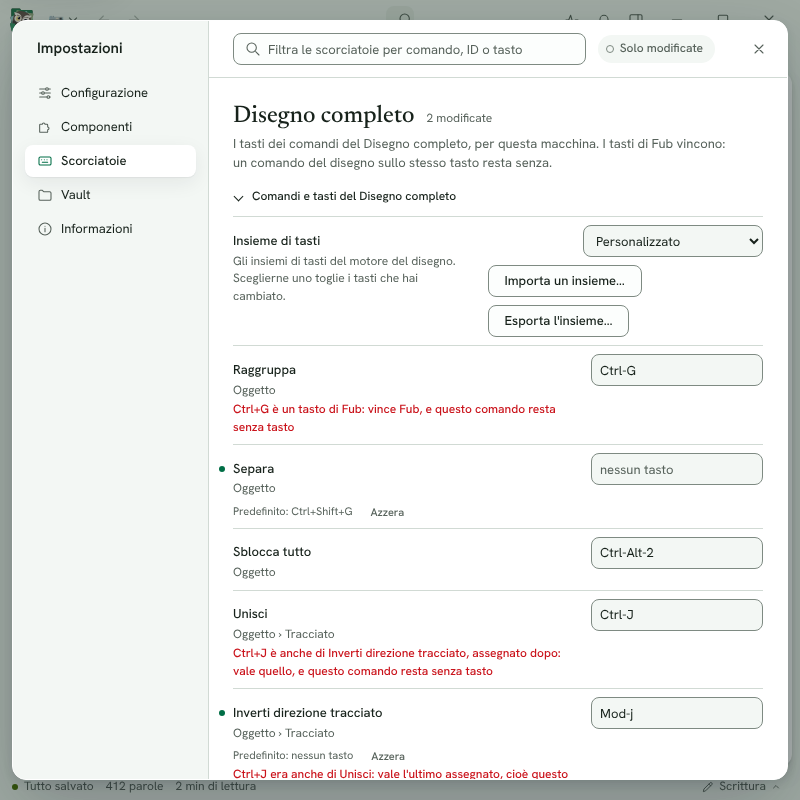 Impostazioni
Configurazione
Componenti
Scorciatoie
Vault
Informazioni
Filtra le scorciatoie per comando, ID o tasto
Solo modificate
Disegno completo 2 modificate
I tasti dei comandi del Disegno completo, per questa macchina. I tasti di Fub vincono:
un comando del disegno sullo stesso tasto resta senza.
Comandi e tasti del Disegno completo
Insieme di tasti
Personalizzato
Gli insiemi di tasti del motore del disegno.
Sceglierne uno toglie i tasti che hai
cambiato.
Importa un insieme...
Esporta l'insieme...
Raggruppa
Ctrl-G
Oggetto
Ctrl+G è un tasto di Fub: vince Fub, e questo comando resta
senza tasto
Separa
nessun tasto
Oggetto
Predefinito: Ctrl+Shift+G Azzera
Sblocca tutto
Ctrl-Alt-2
Oggetto
Unisci
Ctrl-J
Oggetto › Tracciato
Ctrl+J è anche di Inverti direzione tracciato, assegnato dopo:
vale quello, e questo comando resta senza tasto
Inverti direzione tracciato
Mod-j
Oggetto › Tracciato
Predefinito: nessun tasto Azzera
Ctrl+J era anche di Unisci: vale l'ultimo assegnato, cioè questo
Tutto salvato 412 parole 2 min di lettura
Scrittura